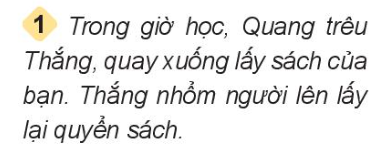 1 Trong giờ học, Quang trêu
Thắng, quay xuống lấy sách của
bạn. Thắng nhổm người lên lấy
lại quyển sách.